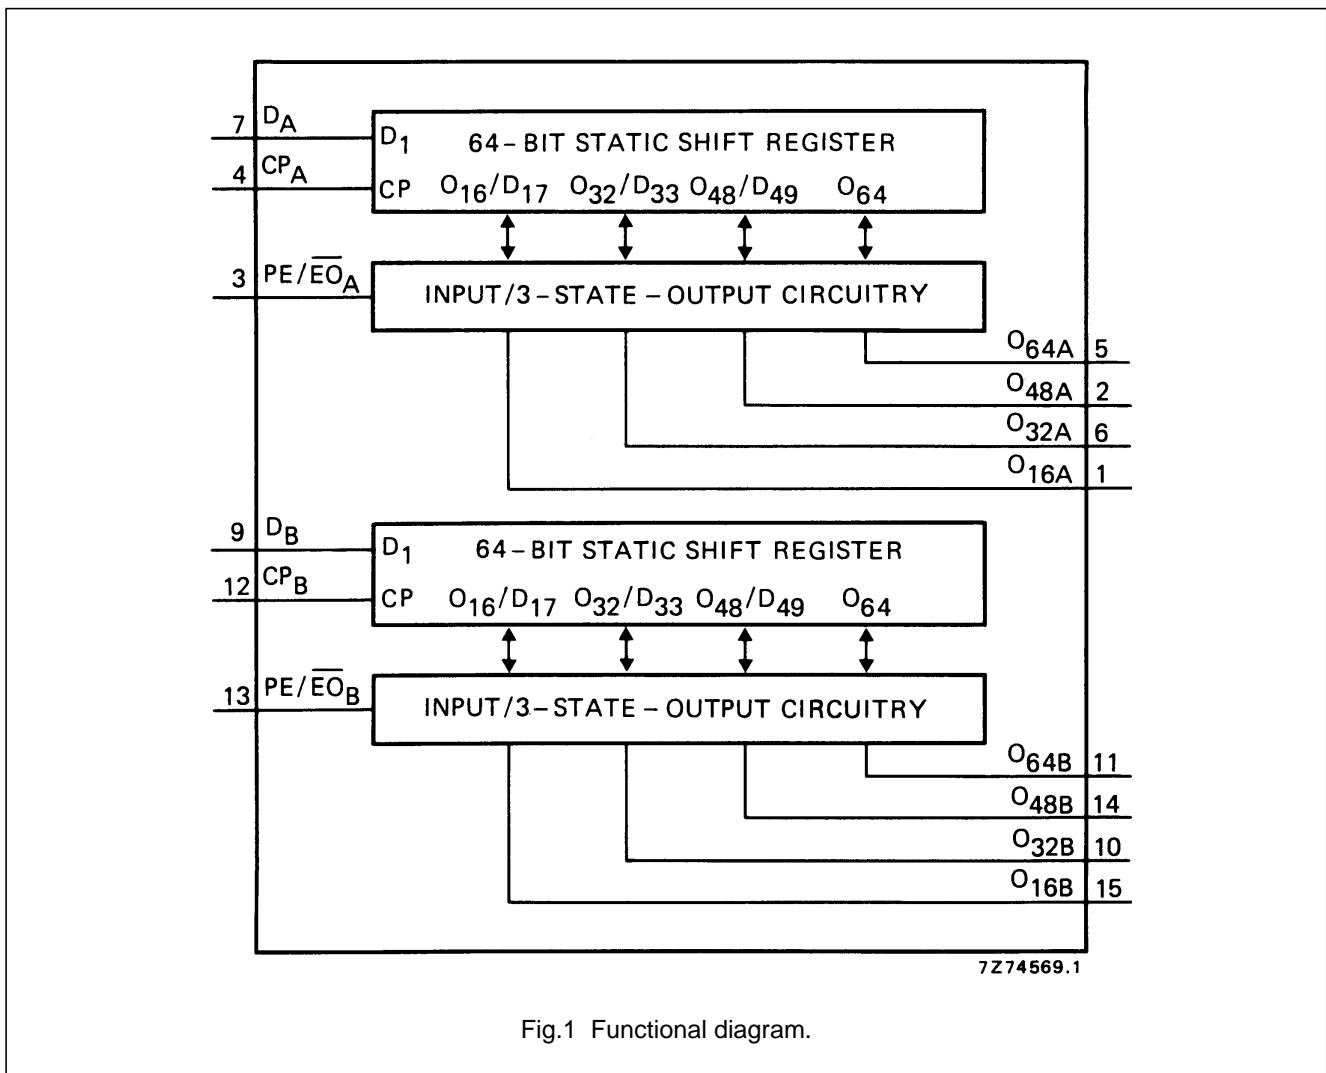 7 D_A
D_1 64-BIT STATIC SHIFT REGISTER
4 CP_A
CP O_16/D_17 O_32/D_33 O_48/D_49 O_64
3 PE/E̅O̅_A
INPUT/3-STATE-OUTPUT CIRCUITRY
O_64A 5
O_48A 2
O_32A 6
O_16A 1
9 D_B
D_1 64-BIT STATIC SHIFT REGISTER
12 CP_B
CP O_16/D_17 O_32/D_33 O_48/D_49 O_64
13 PE/E̅O̅_B
INPUT/3-STATE-OUTPUT CIRCUITRY
O_64B 11
O_48B 14
O_32B 10
O_16B 15
7Z74569.1
Fig.1 Functional diagram.